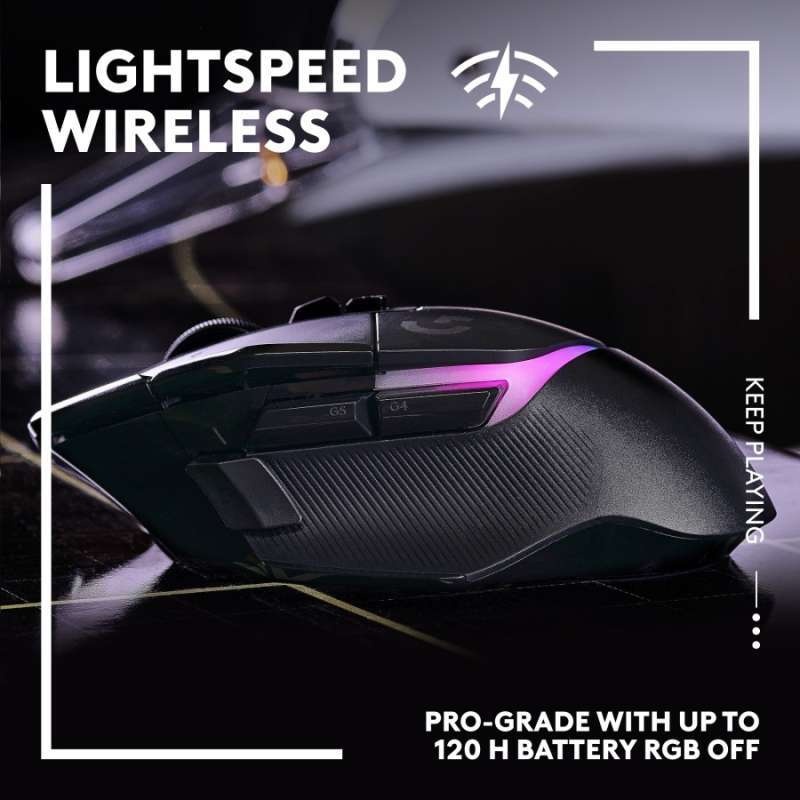 LIGHTSPEED
WIRELESS
G5
G4
KEEP PLAYING
PRO-GRADE WITH UP TO
120 H BATTERY RGB OFF